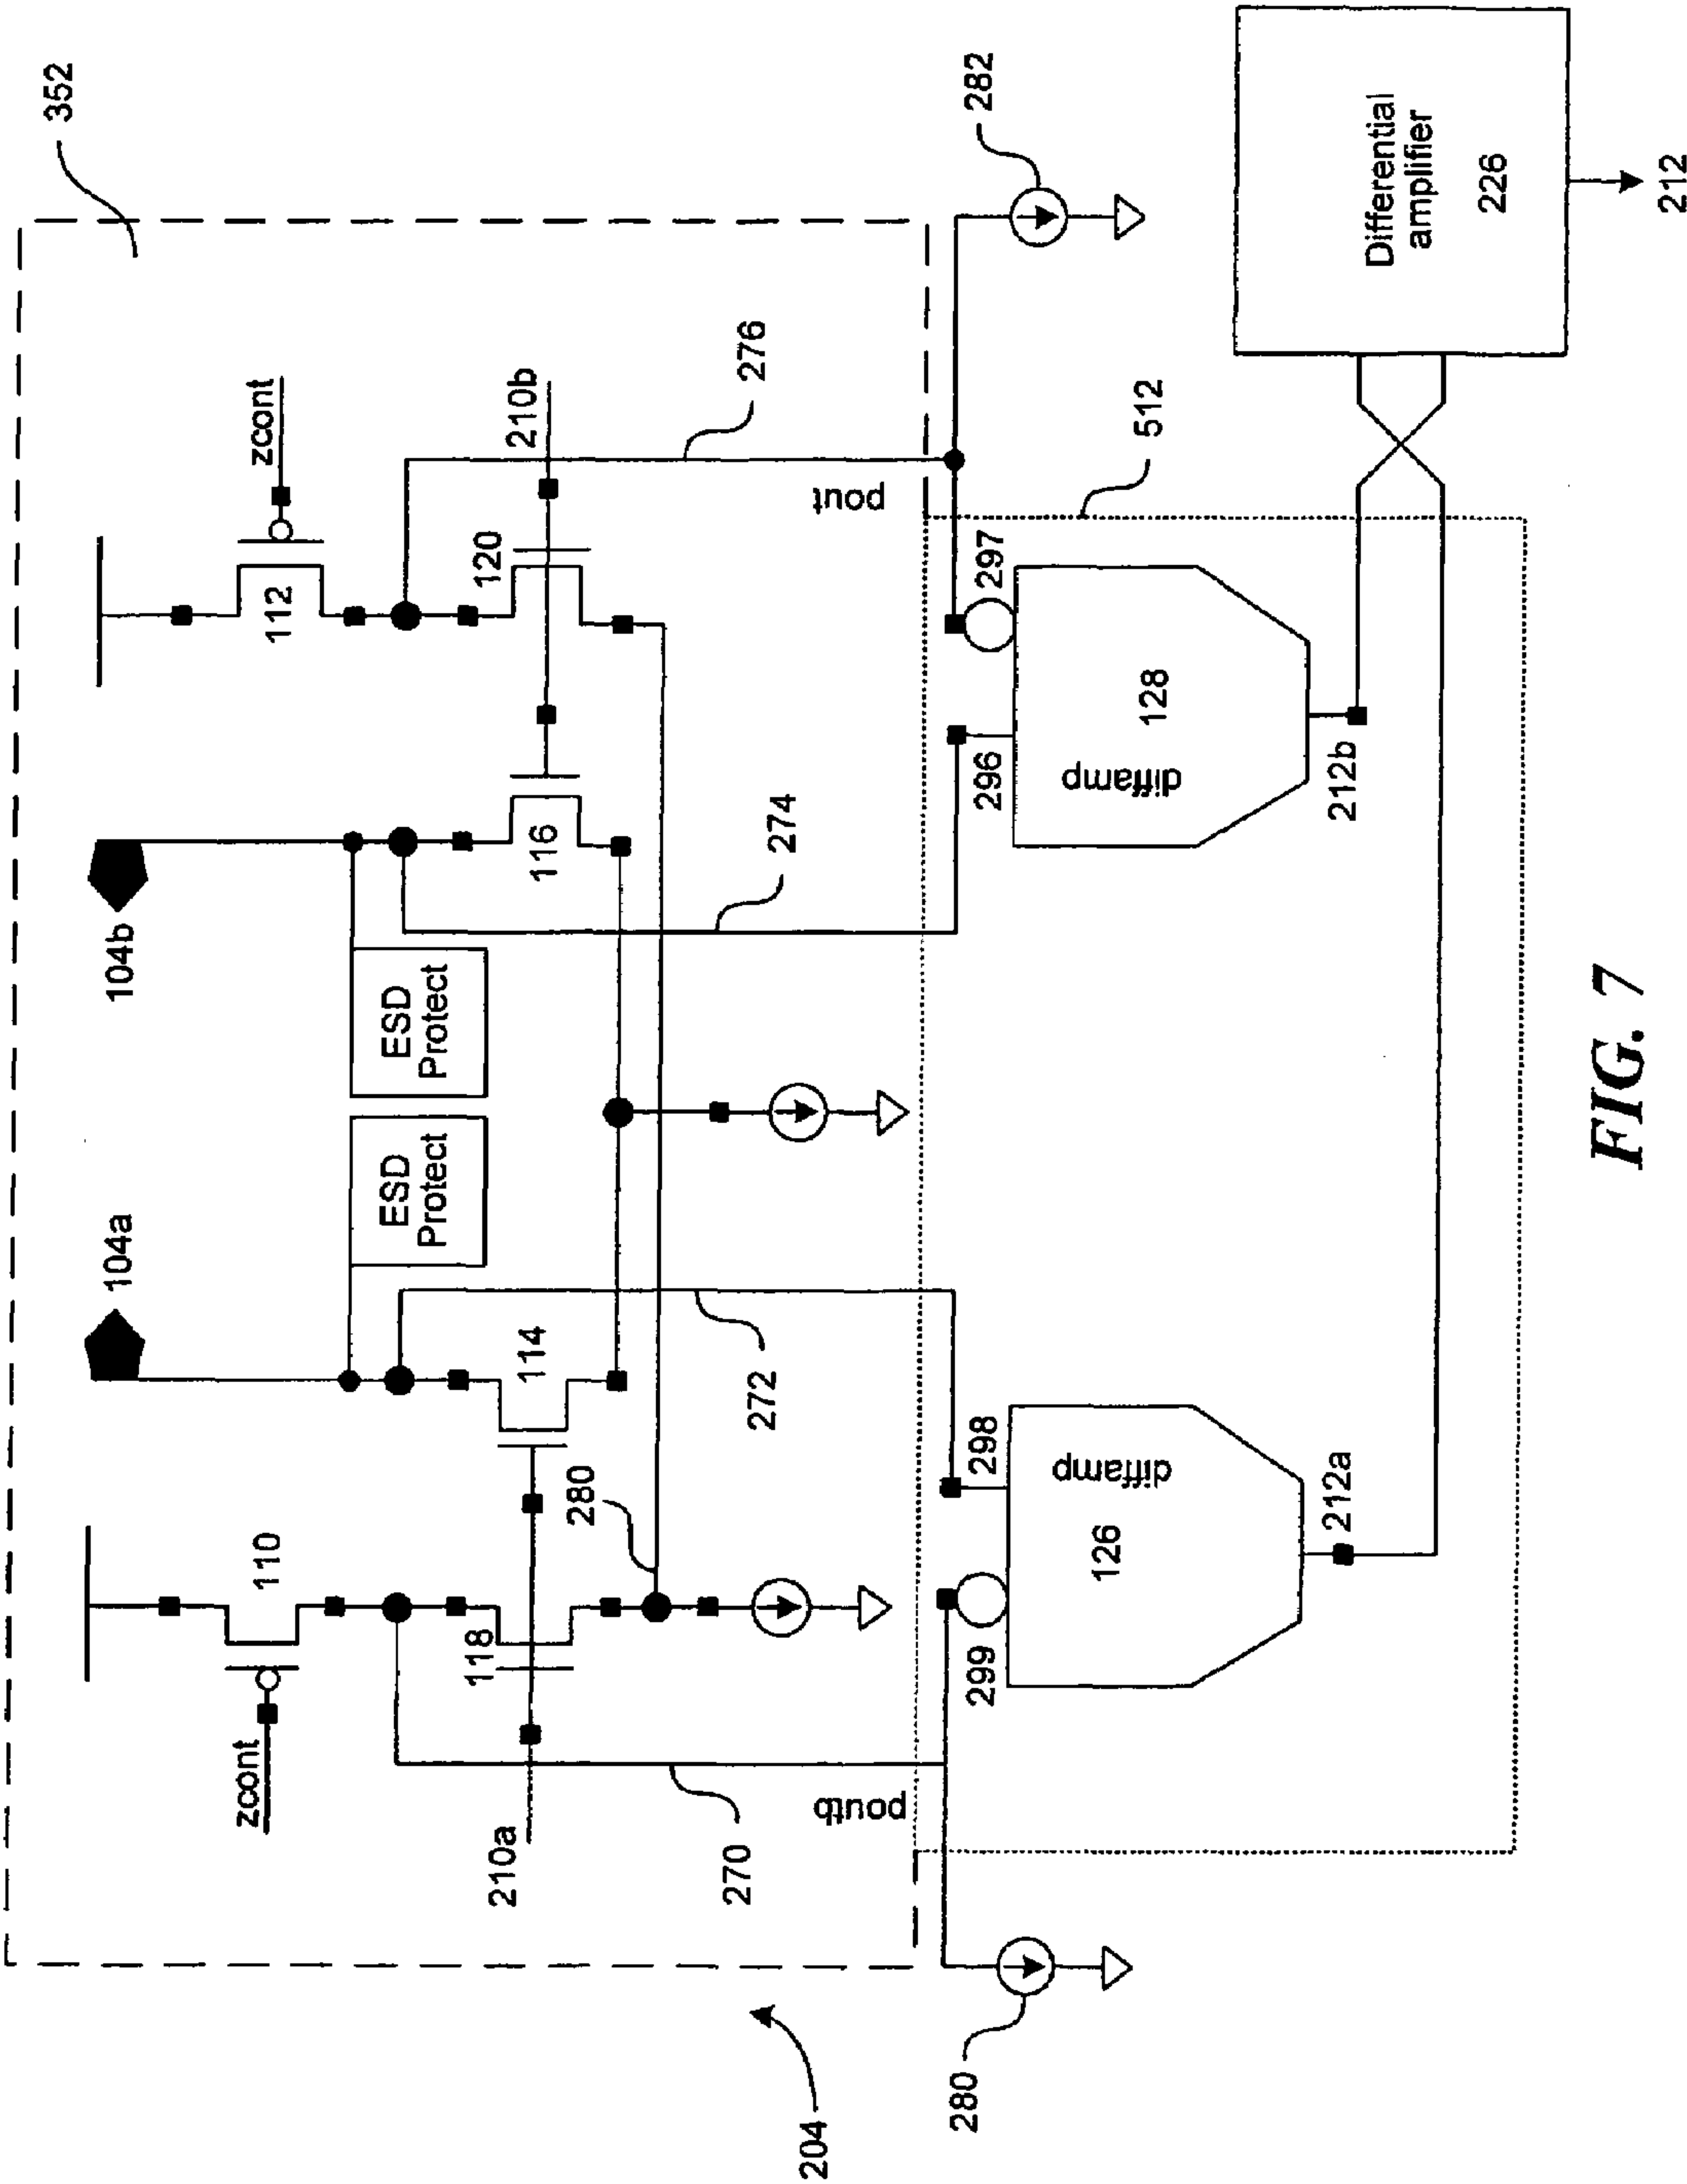 352
104a
104b
zcont
110
zcont
112
ESD
Protect
ESD
Protect
210a
118
114
116
120
210b
280
270
272
274
276
poutb
pout
204
280
282
299
298
296
297
512
126
diffamp
diffamp
128
212a
212b
Differential
amplifier
226
212
FIG. 7